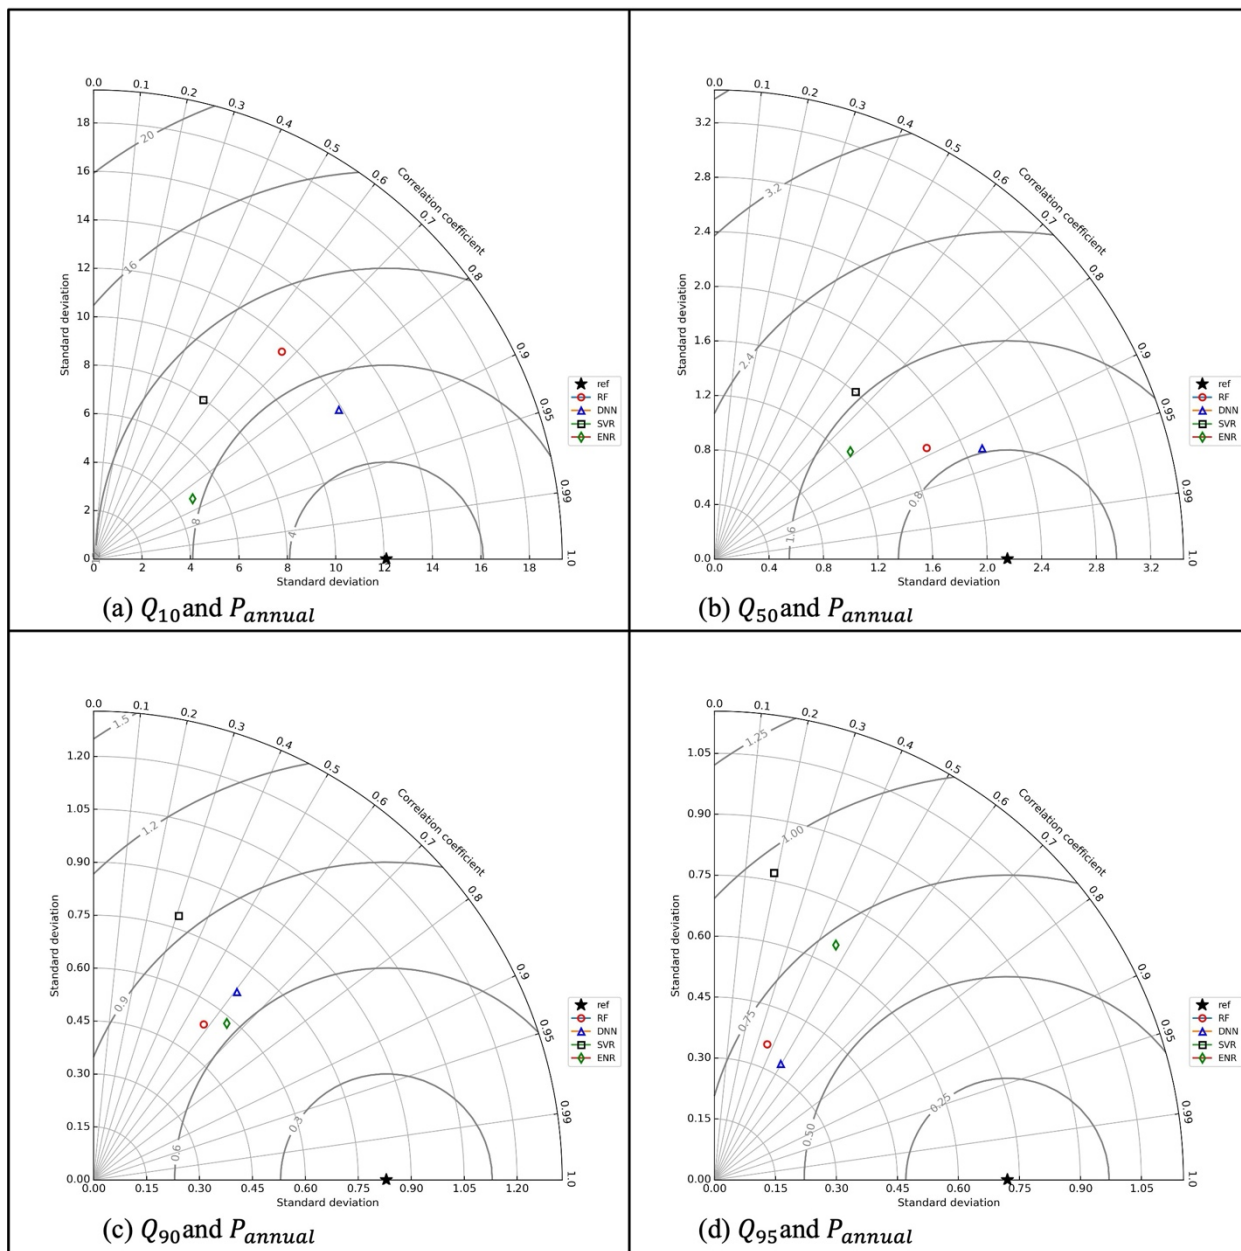 0.0
0.1
0.2
0.3
0.4
0.5
0.6
0.7
0.8
0.9
0.95
0.99
1.0
Correlation coefficient
Standard deviation
18
16
14
12
10
8
6
4
2
0
20
16
8
4
0 2 4 6 8 10 12 14 16 18
Standard deviation
ref
RF
DNN
SVR
ENR
(a) Q10 and Pannual
0.0
0.1
0.2
0.3
0.4
0.5
0.6
0.7
0.8
0.9
0.95
0.99
1.0
Correlation coefficient
Standard deviation
3.2
2.8
2.4
2.0
1.6
1.2
0.8
0.4
0.0
3.2
2.4
1.6
0.8
0.0 0.4 0.8 1.2 1.6 2.0 2.4 2.8 3.2
Standard deviation
ref
RF
DNN
SVR
ENR
(b) Q50 and Pannual
0.0
0.1
0.2
0.3
0.4
0.5
0.6
0.7
0.8
0.9
0.95
0.99
1.0
Correlation coefficient
Standard deviation
1.20
1.05
0.90
0.75
0.60
0.45
0.30
0.15
0.00
1.5
1.2
0.9
0.6
0.3
0.00 0.15 0.30 0.45 0.60 0.75 0.90 1.05 1.20
Standard deviation
ref
RF
DNN
SVR
ENR
(c) Q90 and Pannual
0.0
0.1
0.2
0.3
0.4
0.5
0.6
0.7
0.8
0.9
0.95
0.99
1.0
Correlation coefficient
Standard deviation
1.05
0.90
0.75
0.60
0.45
0.30
0.15
0.00
1.25
1.00
0.75
0.50
0.25
0.00 0.15 0.30 0.45 0.60 0.75 0.90 1.05
Standard deviation
ref
RF
DNN
SVR
ENR
(d) Q95 and Pannual